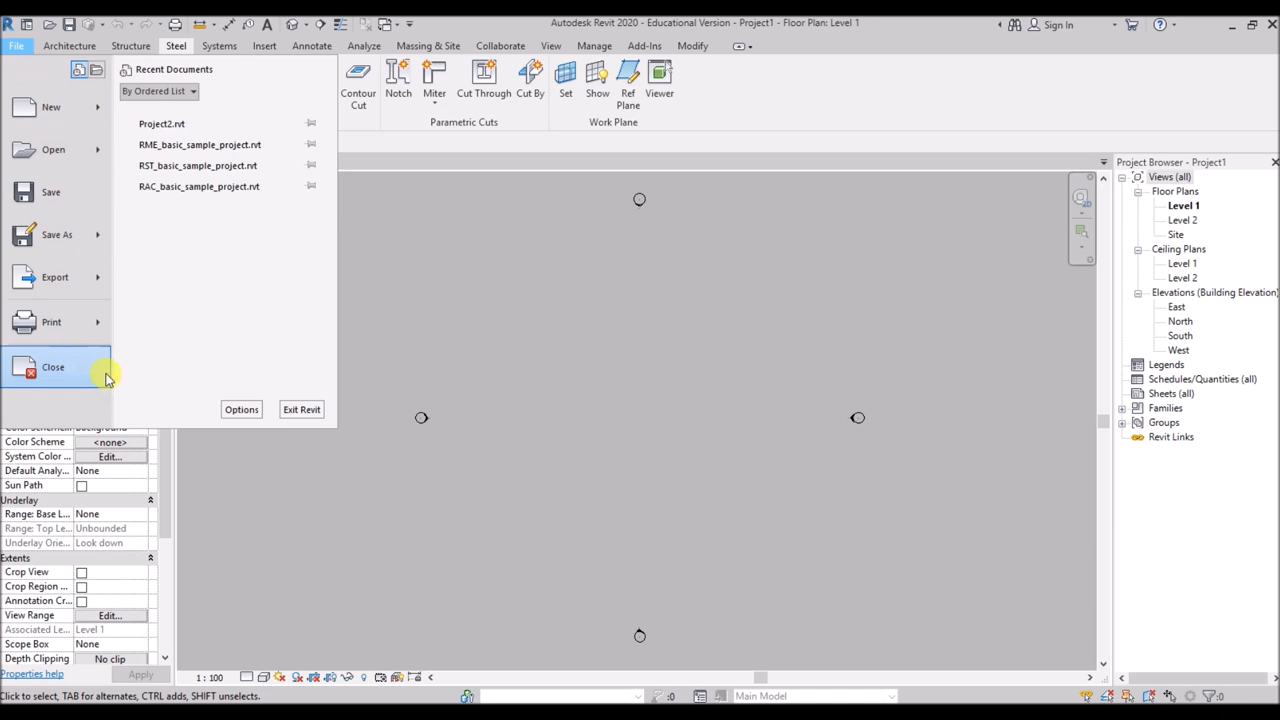 Autodesk Revit 2020 - Educational Version - Project1 - Floor Plan: Level 1
Sign In
File
Architecture
Structure
Steel
Systems
Insert
Annotate
Analyze
Massing & Site
Collaborate
View
Manage
Add-Ins
Modify
Recent Documents
By Ordered List
Project2.rvt
RME_basic_sample_project.rvt
RST_basic_sample_project.rvt
RAC_basic_sample_project.rvt
New
Open
Save
Save As
Export
Print
Close
Options
Exit Revit
Contour Cut
Notch
Miter
Cut Through
Cut By
Parametric Cuts
Set
Show
Ref Plane
Viewer
Work Plane
Project Browser - Project1
Views (all)
Floor Plans
Level 1
Level 2
Site
Ceiling Plans
Level 1
Level 2
Elevations (Building Elevation)
East
North
South
West
Legends
Schedules/Quantities (all)
Sheets (all)
Families
Groups
Revit Links
Color Scheme <none>
System Color ... Edit...
Default Analy... None
Sun Path
Underlay
Range: Base L... None
Range: Top Le... Unbounded
Underlay Orie... Look down
Extents
Crop View
Crop Region ...
Annotation Cr...
View Range Edit...
Associated Le... Level 1
Scope Box None
Depth Clipping No clip
Properties help
Apply
1 : 100
Click to select, TAB for alternates, CTRL adds, SHIFT unselects.
:0
Main Model
:0